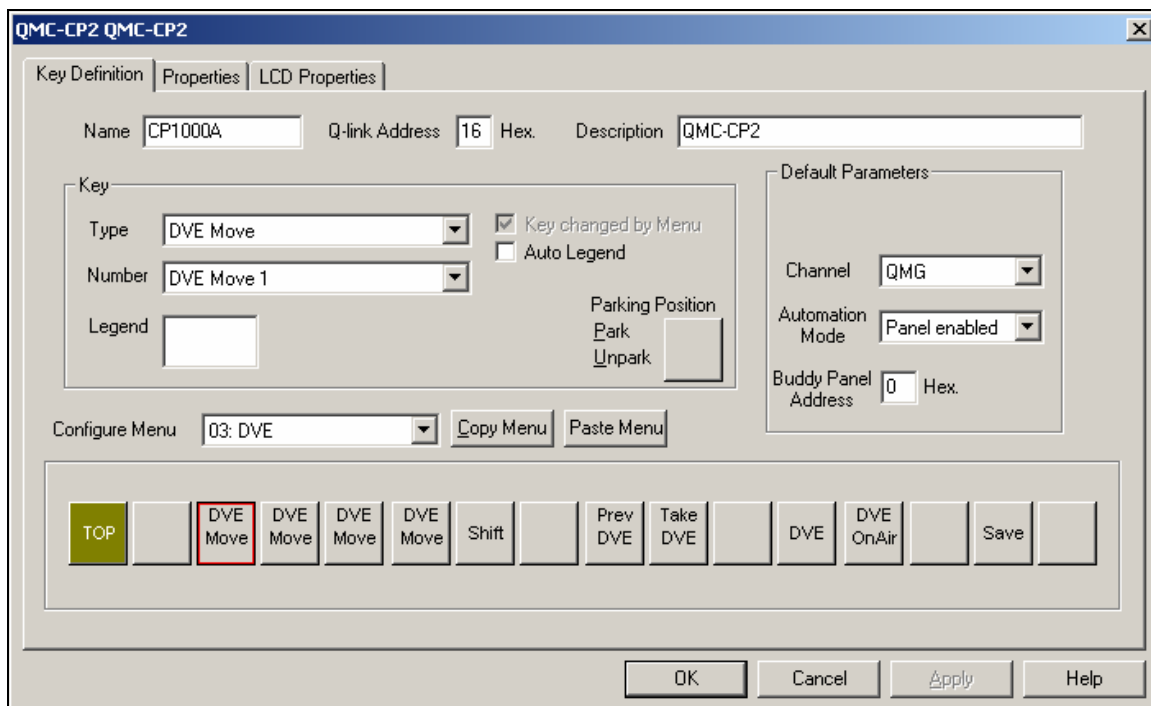 QMC-CP2 QMC-CP2
Key Definition Properties LCD Properties
Name CP1000A Q-link Address 16 Hex. Description QMC-CP2
Key
Type DVE Move
Key changed by Menu
Auto Legend
Number DVE Move 1
Legend
Parking Position
Park
Unpark
Default Parameters
Channel QMG
Automation
Mode
Panel enabled
Buddy Panel
Address
0 Hex.
Configure Menu 03: DVE Copy Menu Paste Menu
TOP
DVE
Move
DVE
Move
DVE
Move
DVE
Move
Shift
Prev
DVE
Take
DVE
DVE
DVE
OnAir
Save
OK Cancel Apply Help